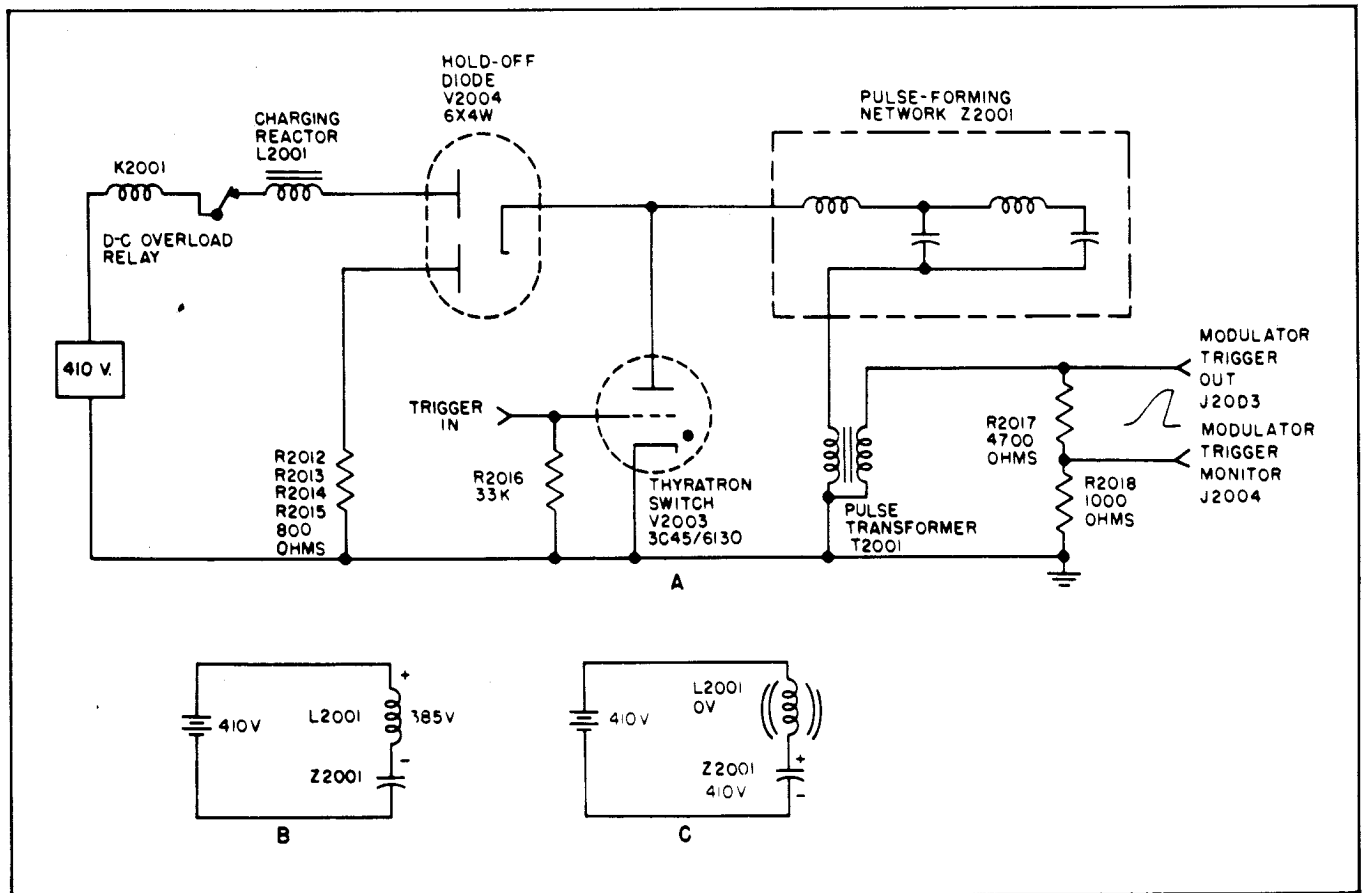 HOLD-OFF
DIODE
V2004
6X4W
CHARGING
REACTOR
L2001
K2001
D-C OVERLOAD
RELAY
PULSE-FORMING
NETWORK Z2001
410 V.
TRIGGER
IN
R2012
R2013
R2014
R2015
800
OHMS
R2016
33K
THYRATRON
SWITCH
V2003
3C45/6130
PULSE
TRANSFORMER
T2001
R2017
4700
OHMS
R2018
1000
OHMS
MODULATOR
TRIGGER
OUT
J20D3
MODULATOR
TRIGGER
MONITOR
J2004
A
410V
L2001
+
385V
-
Z2001
B
410V
L2001
0V
Z2001
410V
+
-
C